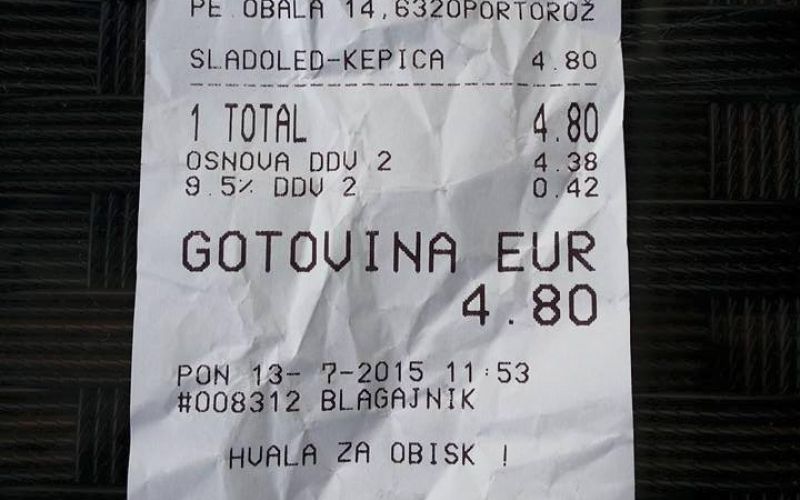 PE.OBALA 14,6320PORTOROŽ
SLADOLED-KEPICA 4.80
1 TOTAL 4.80
OSNOVA DDV 2 4.38
9.5% DDV 2 0.42
GOTOVINA EUR
4.80
PON 13- 7-2015 11:53
#008312 BLAGAJNIK
HVALA ZA OBISK !